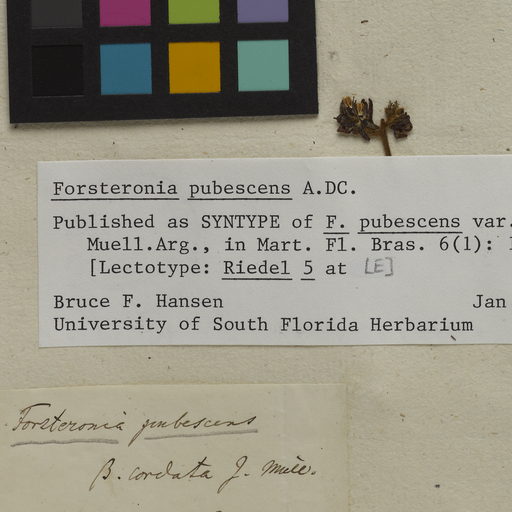 Forsteronia pubescens A.DC.
Published as SYNTYPE of F. pubescens var.
Muell.Arg., in Mart. Fl. Bras. 6(1):
[Lectotype: Riedel 5 at [E]
Bruce F. Hansen Jan
University of South Florida Herbarium
Forsteronia pubescens
B. cordata J. Müll.